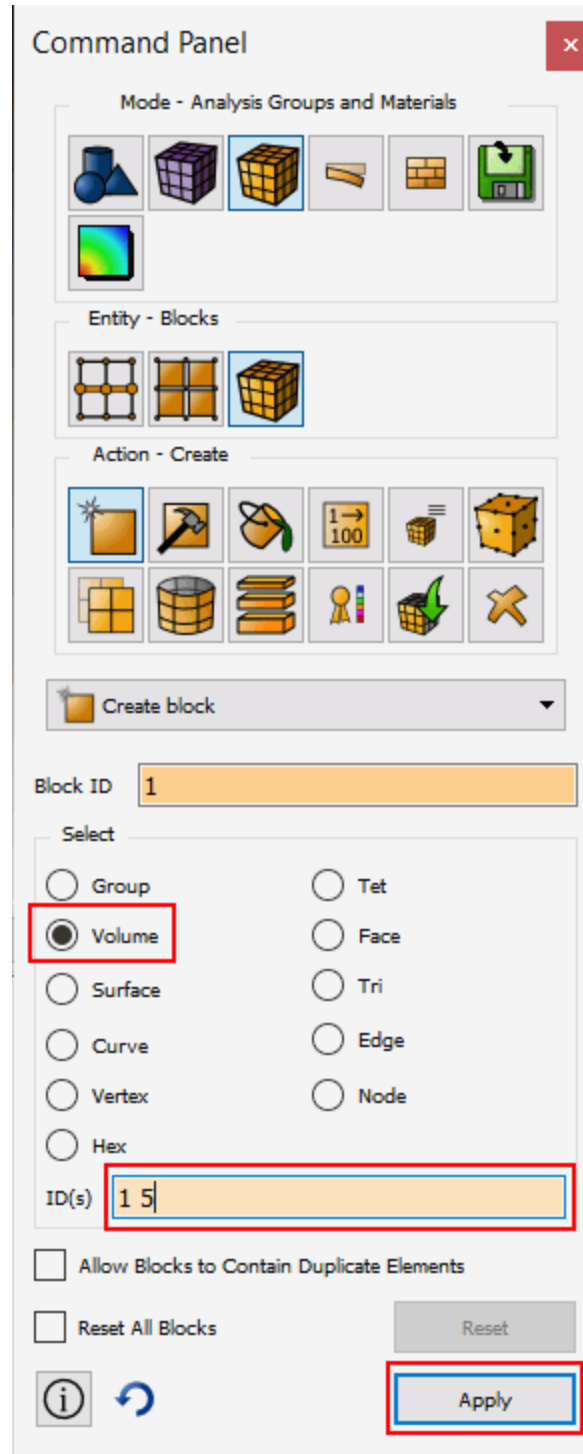 Command Panel
×
Mode - Analysis Groups and Materials
Entity - Blocks
Action - Create
1→
100
Create block
Block ID 1
Select
Group Tet
Volume Face
Surface Tri
Curve Edge
Vertex Node
Hex
ID(s) 1 5
Allow Blocks to Contain Duplicate Elements
Reset All Blocks Reset
i Apply